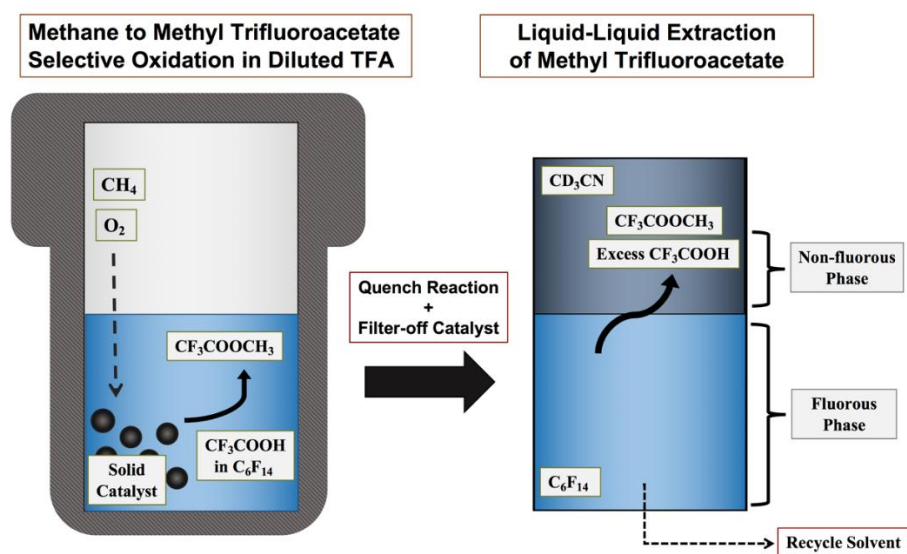 Methane to Methyl Trifluoroacetate
Selective Oxidation in Diluted TFA
CH₄
O₂
CF₃COOCH₃
CF₃COOH
in C₆F₁₄
Solid
Catalyst
Quench Reaction
+
Filter-off Catalyst
Liquid-Liquid Extraction
of Methyl Trifluoroacetate
CD₃CN
CF₃COOCH₃
Excess CF₃COOH
Non-fluorous
Phase
Fluorous
Phase
C₆F₁₄
Recycle Solvent